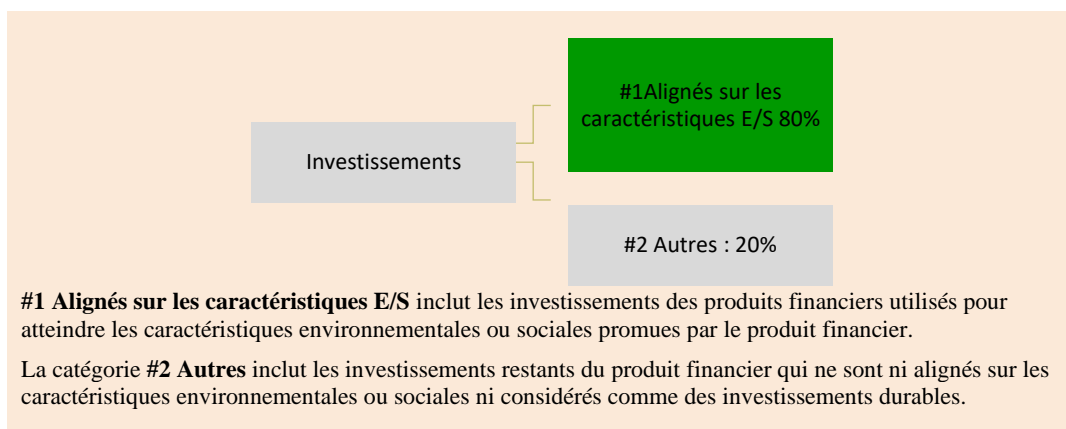 #1Alignés sur les
caractéristiques E/S 80%
Investissements
#2 Autres : 20%
#1 Alignés sur les caractéristiques E/S inclut les investissements des produits financiers utilisés pour
atteindre les caractéristiques environnementales ou sociales promues par le produit financier.
La catégorie #2 Autres inclut les investissements restants du produit financier qui ne sont ni alignés sur les
caractéristiques environnementales ou sociales ni considérés comme des investissements durables.